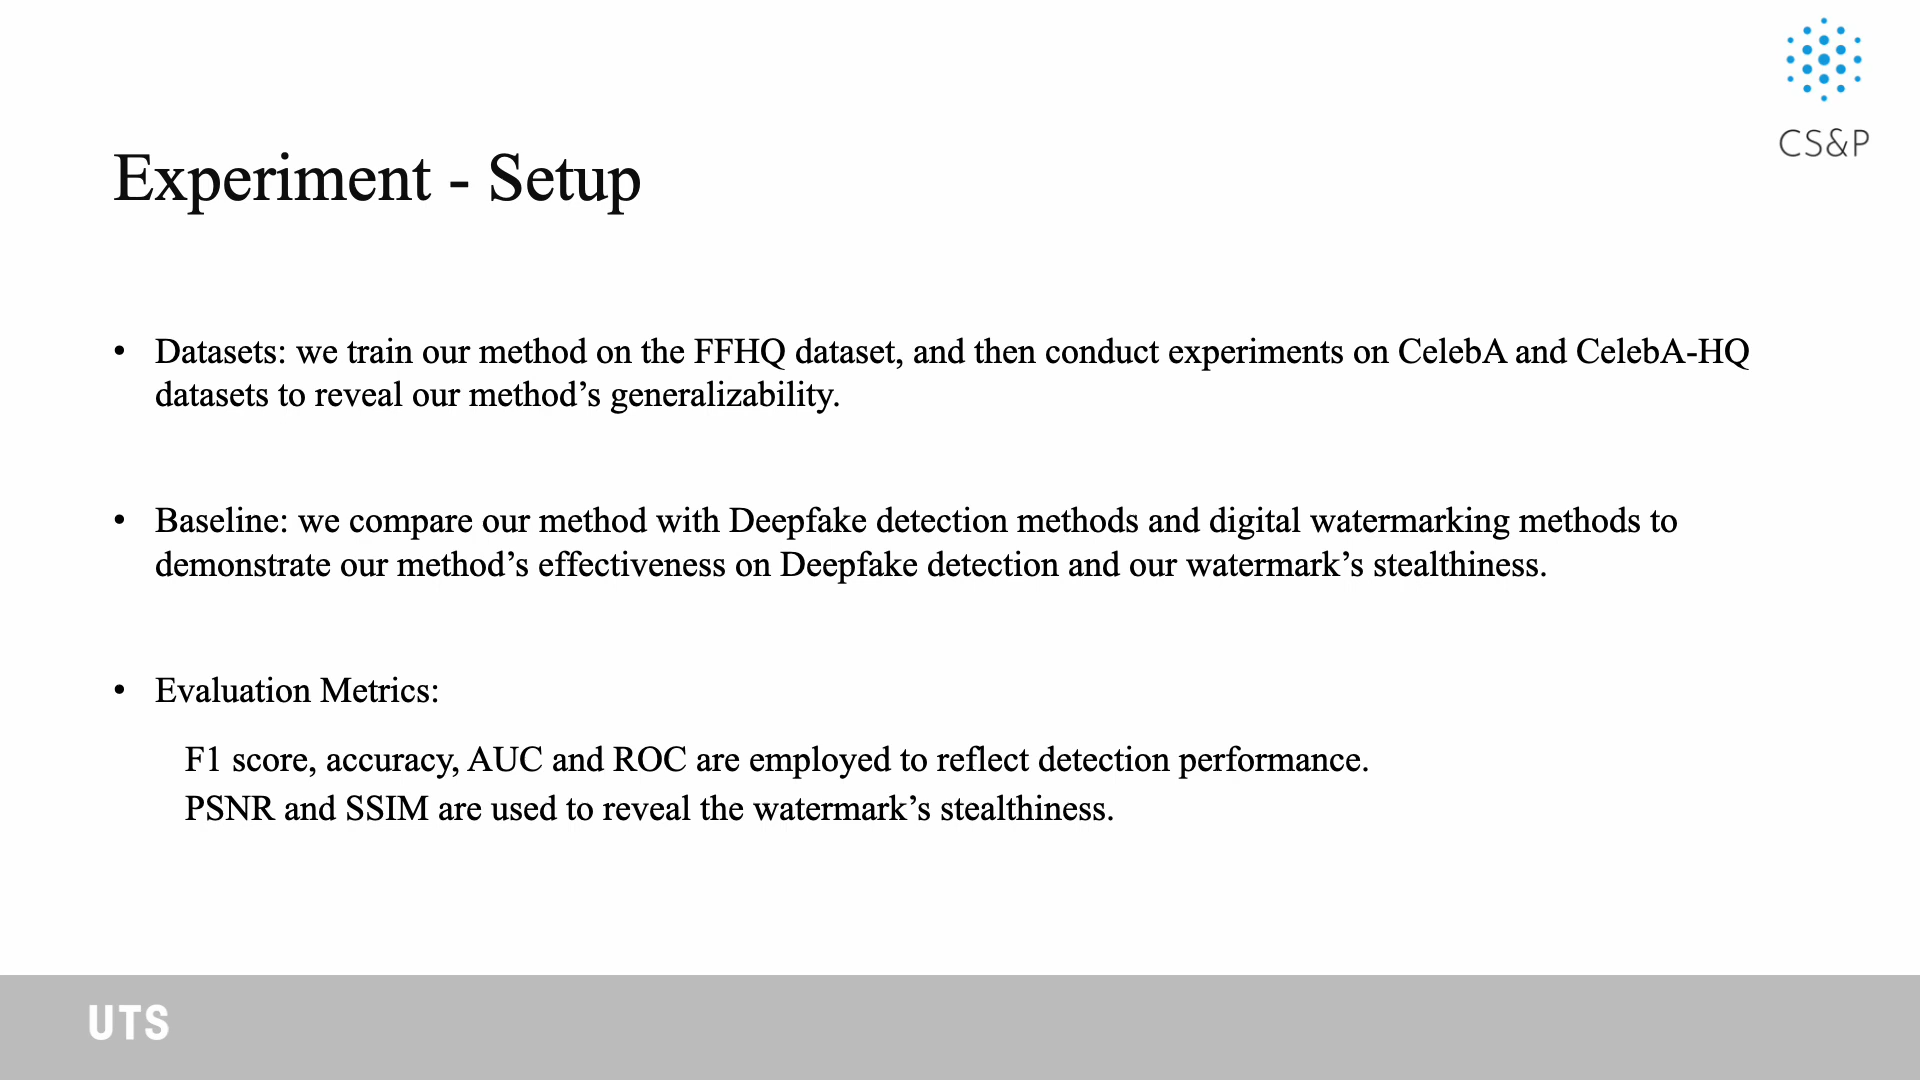 CS&P
Experiment - Setup
• Datasets: we train our method on the FFHQ dataset, and then conduct experiments on CelebA and CelebA-HQ
datasets to reveal our method’s generalizability.
• Baseline: we compare our method with Deepfake detection methods and digital watermarking methods to
demonstrate our method’s effectiveness on Deepfake detection and our watermark’s stealthiness.
• Evaluation Metrics:
F1 score, accuracy, AUC and ROC are employed to reflect detection performance.
PSNR and SSIM are used to reveal the watermark’s stealthiness.
UTS